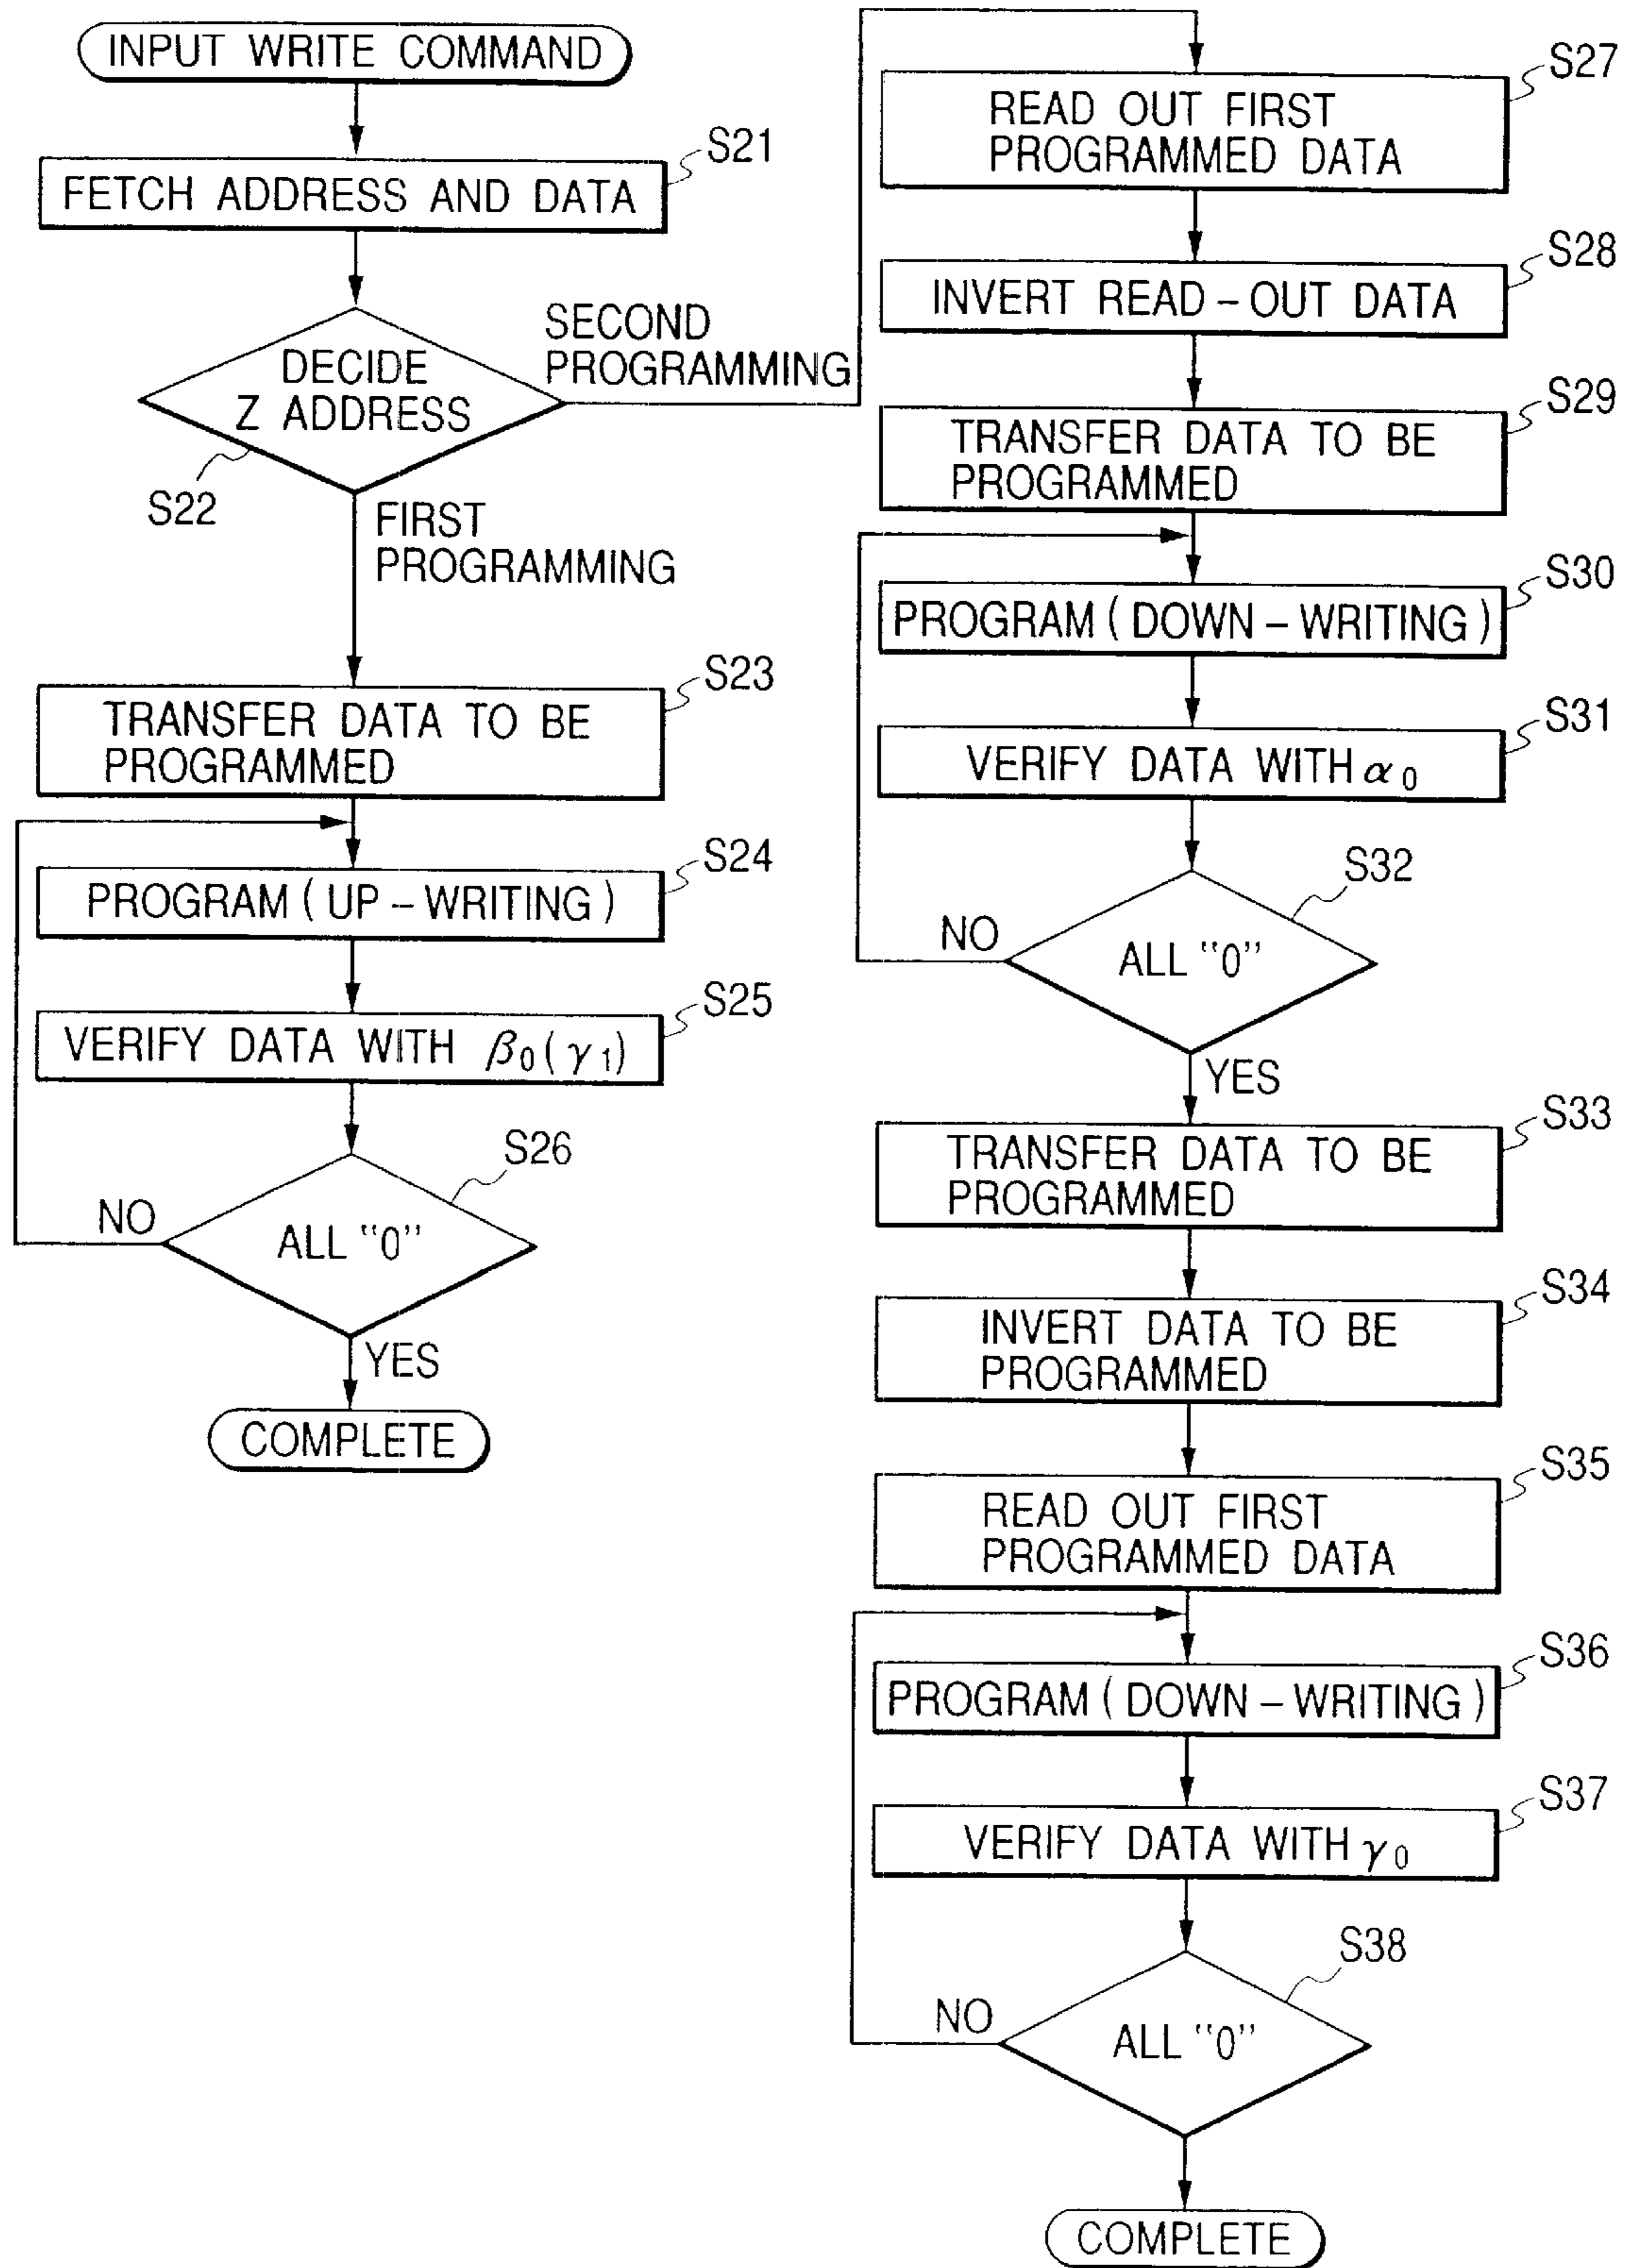 INPUT WRITE COMMAND
S21
FETCH ADDRESS AND DATA
DECIDE
Z ADDRESS
S22
SECOND
PROGRAMMING
FIRST
PROGRAMMING
S23
TRANSFER DATA TO BE
PROGRAMMED
S24
PROGRAM ( UP – WRITING )
S25
VERIFY DATA WITH β₀ ( γ₁ )
S26
ALL "0"
NO
YES
COMPLETE
S27
READ OUT FIRST
PROGRAMMED DATA
S28
INVERT READ – OUT DATA
S29
TRANSFER DATA TO BE
PROGRAMMED
S30
PROGRAM ( DOWN – WRITING )
S31
VERIFY DATA WITH α₀
S32
NO
ALL "0"
YES
S33
TRANSFER DATA TO BE
PROGRAMMED
S34
INVERT DATA TO BE
PROGRAMMED
S35
READ OUT FIRST
PROGRAMMED DATA
S36
PROGRAM ( DOWN – WRITING )
S37
VERIFY DATA WITH γ₀
S38
NO
ALL "0"
COMPLETE